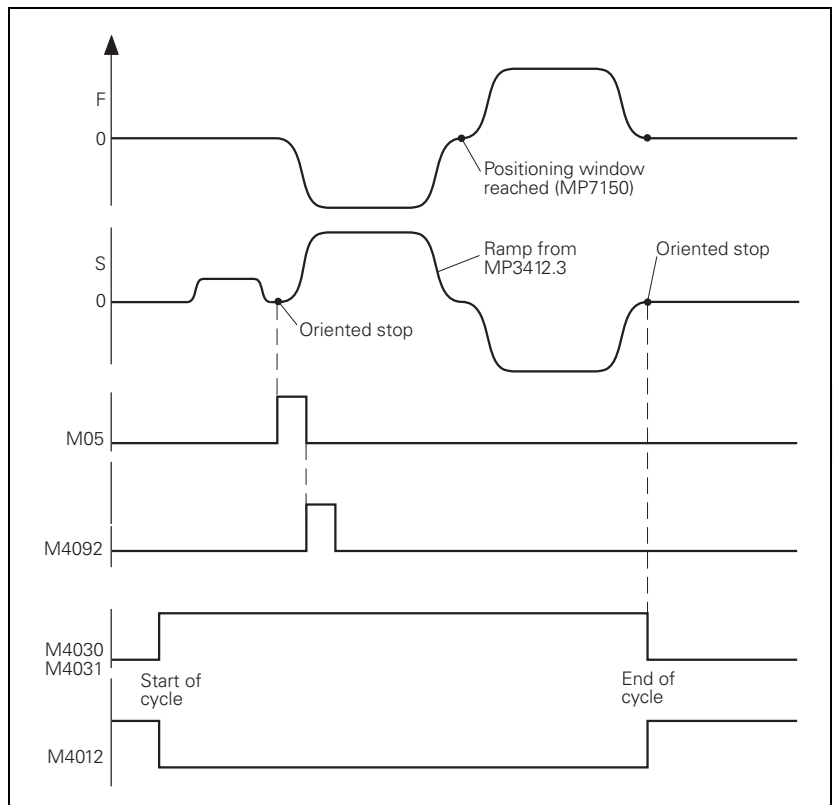 F
0
Positioning window
reached (MP7150)
S
0
Ramp from
MP3412.3
Oriented stop
Oriented stop
M05
M4092
M4030
M4031
Start of
cycle
End of
cycle
M4012